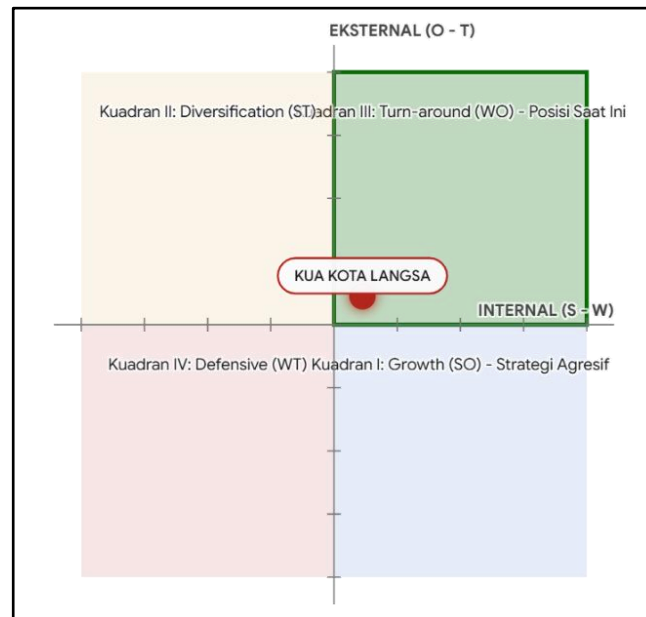 EKSTERNAL (O - T)
Kuadran II: Diversification (ST)adran III: Turn-around (WO) - Posisi Saat Ini
KUA KOTA LANGSA
INTERNAL (S - W)
Kuadran IV: Defensive (WT) Kuadran I: Growth (SO) - Strategi Agresif